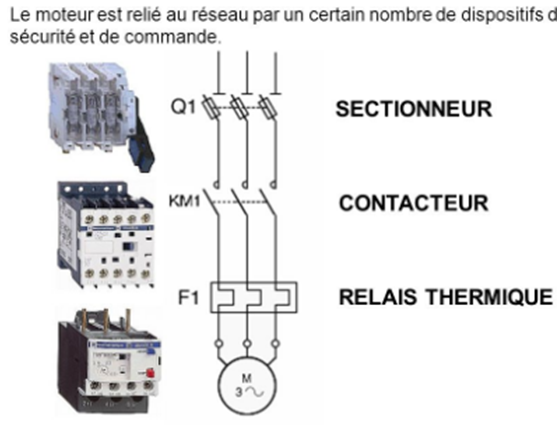 Le moteur est relié au réseau par un certain nombre de dispositifs d
sécurité et de commande.
Q1
SECTIONNEUR
KM1
CONTACTEUR
F1
RELAIS THERMIQUE
M
3